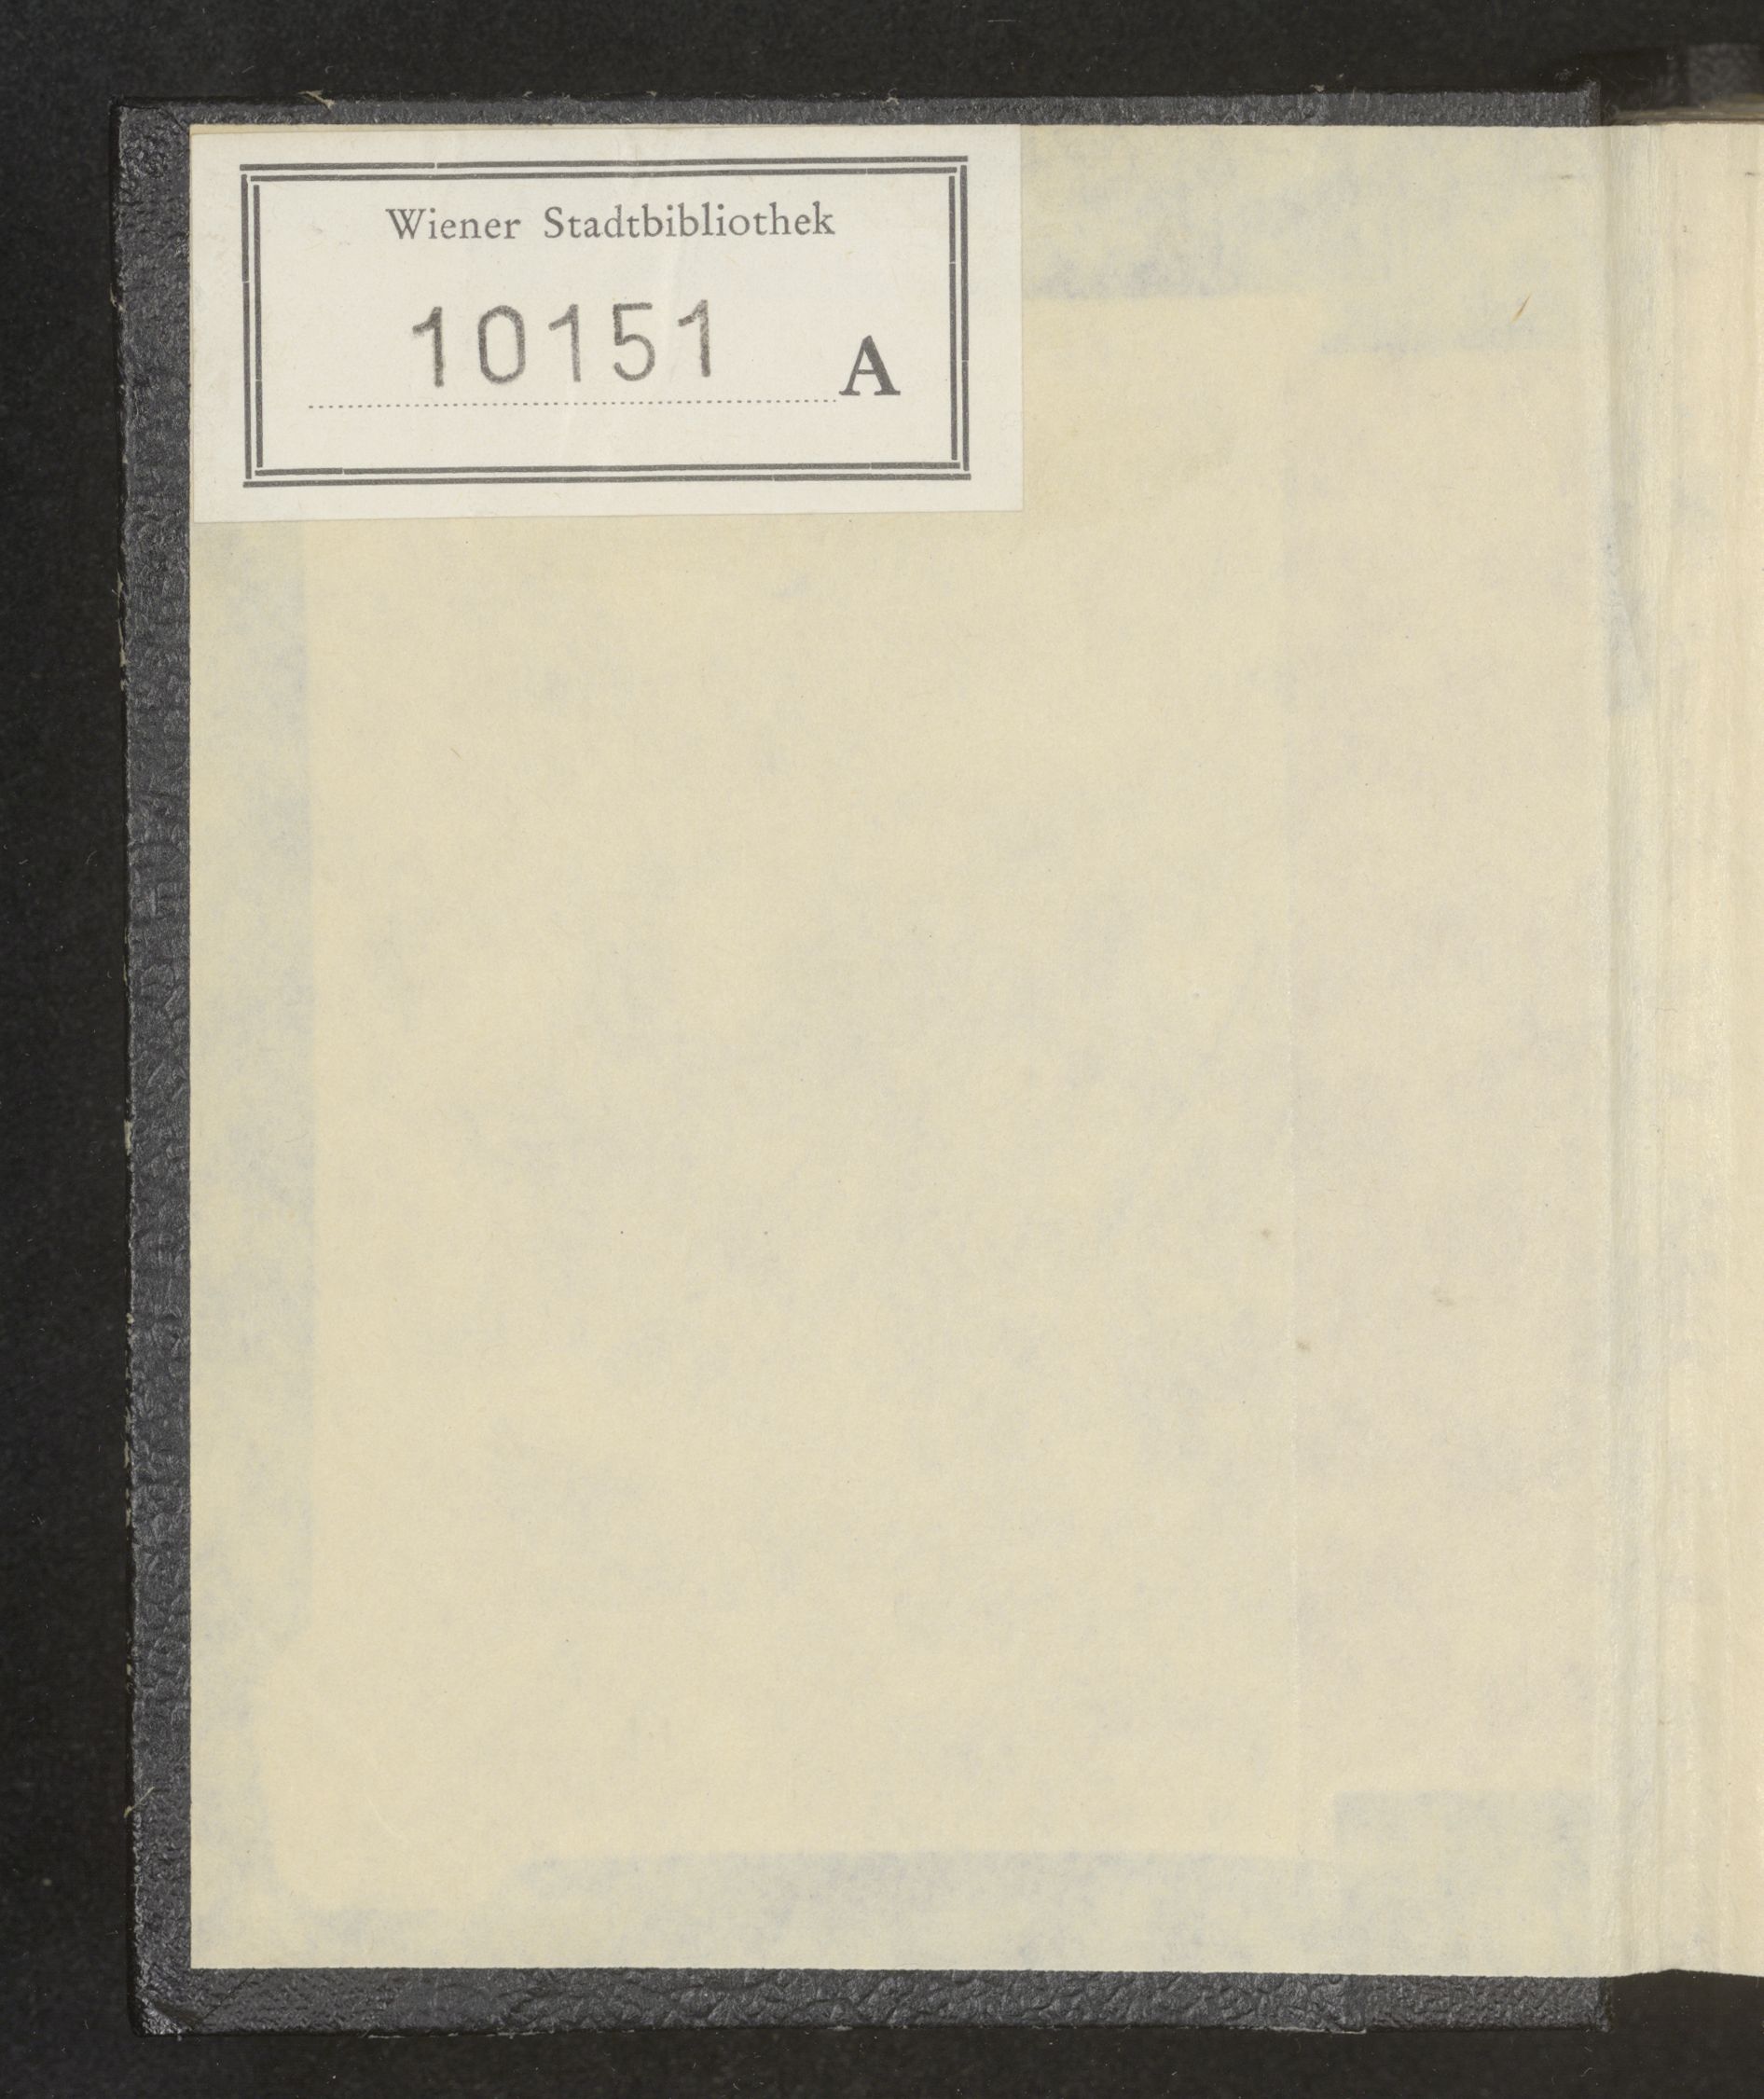 Wiener Stadtbibliothek
10151 A